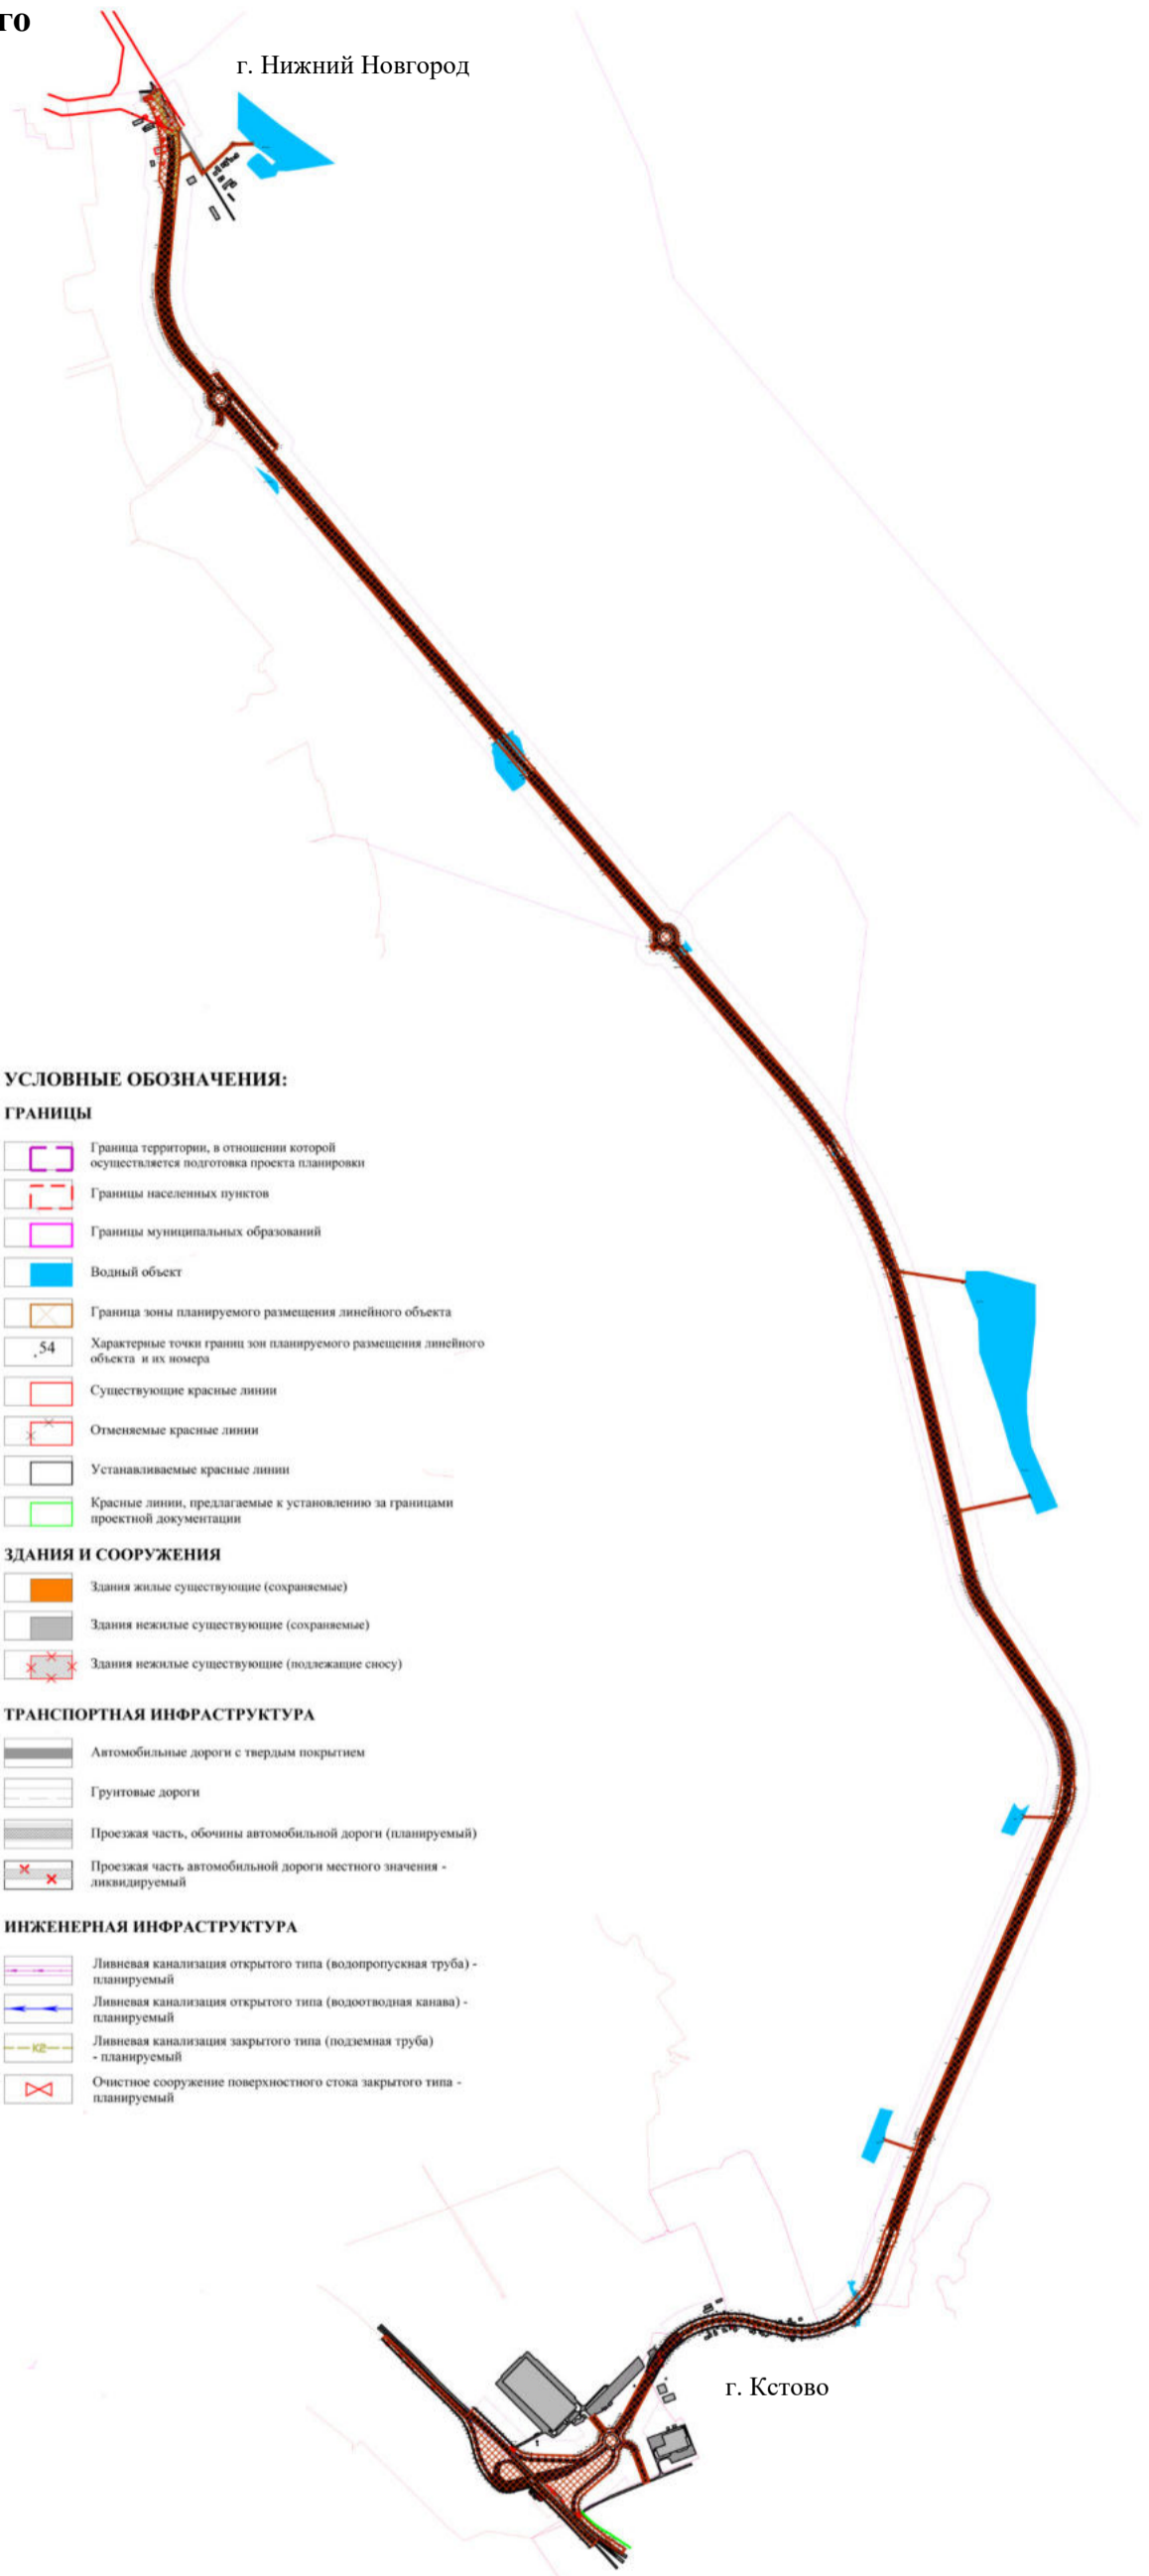 го
г. Нижний Новгород
УСЛОВНЫЕ ОБОЗНАЧЕНИЯ:
ГРАНИЦЫ
Граница территории, в отношении которой
осуществляется подготовка проекта планировки
Границы населенных пунктов
Границы муниципальных образований
Водный объект
Граница зоны планируемого размещения линейного объекта
.54
Характерные точки границ зон планируемого размещения линейного
объекта и их номера
Существующие красные линии
Отменяемые красные линии
Устанавливаемые красные линии
Красные линии, предлагаемые к установлению за границами
проектной документации
ЗДАНИЯ И СООРУЖЕНИЯ
Здания жилые существующие (сохраняемые)
Здания нежилые существующие (сохраняемые)
Здания нежилые существующие (подлежащие сносу)
ТРАНСПОРТНАЯ ИНФРАСТРУКТУРА
Автомобильные дороги с твердым покрытием
Грунтовые дороги
Проезжая часть, обочины автомобильной дороги (планируемый)
Проезжая часть автомобильной дороги местного значения -
ликвидируемый
ИНЖЕНЕРНАЯ ИНФРАСТРУКТУРА
Ливневая канализация открытого типа (водопропускная труба) -
планируемый
Ливневая канализация открытого типа (водоотводная канава) -
планируемый
К2
Ливневая канализация закрытого типа (подземная труба)
- планируемый
Очистное сооружение поверхностного стока закрытого типа -
планируемый
г. Кстово